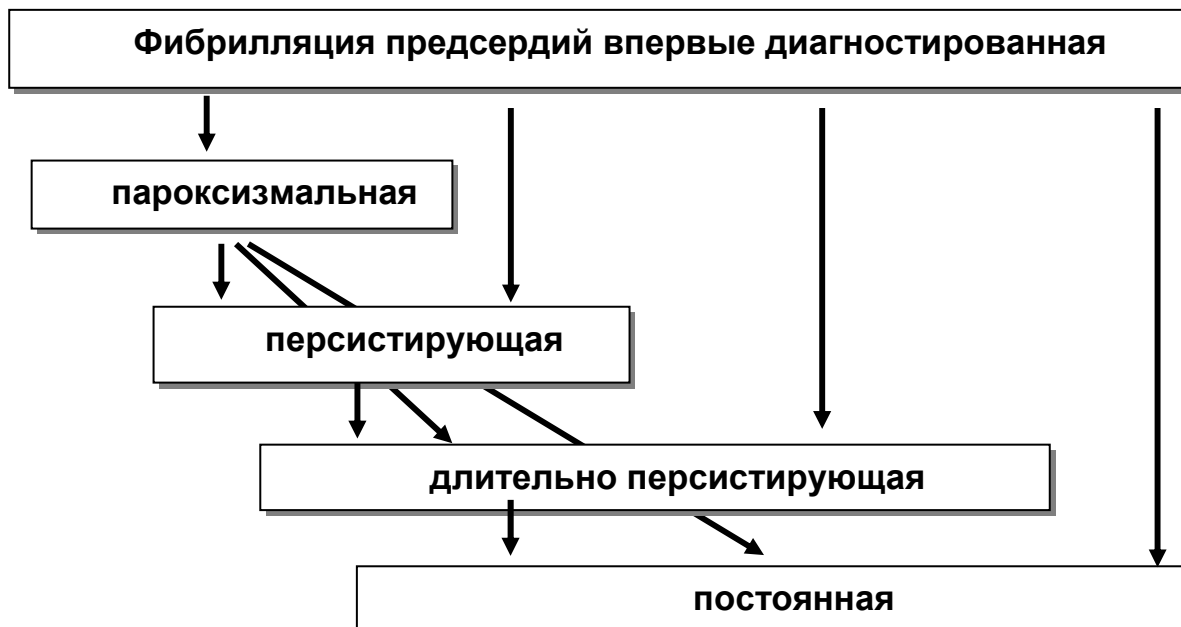 Фибрилляция предсердий впервые диагностированная
пароксизмальная
персистирующая
длительно персистирующая
постоянная